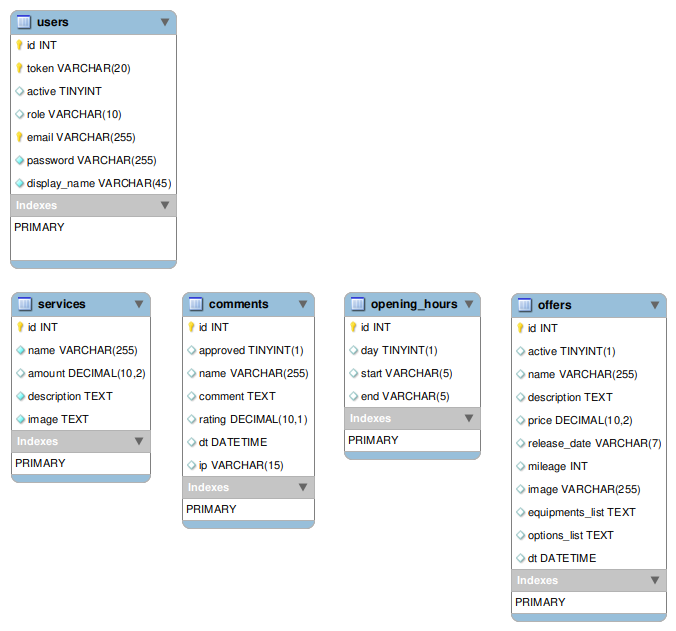 users
id INT
token VARCHAR(20)
active TINYINT
role VARCHAR(10)
email VARCHAR(255)
password VARCHAR(255)
display_name VARCHAR(45)
Indexes
PRIMARY
services
id INT
name VARCHAR(255)
amount DECIMAL(10,2)
description TEXT
image TEXT
Indexes
PRIMARY
comments
id INT
approved TINYINT(1)
name VARCHAR(255)
comment TEXT
rating DECIMAL(10,1)
dt DATETIME
ip VARCHAR(15)
Indexes
PRIMARY
opening_hours
id INT
day TINYINT(1)
start VARCHAR(5)
end VARCHAR(5)
Indexes
PRIMARY
offers
id INT
active TINYINT(1)
name VARCHAR(255)
description TEXT
price DECIMAL(10,2)
release_date VARCHAR(7)
mileage INT
image VARCHAR(255)
equipments_list TEXT
options_list TEXT
dt DATETIME
Indexes
PRIMARY